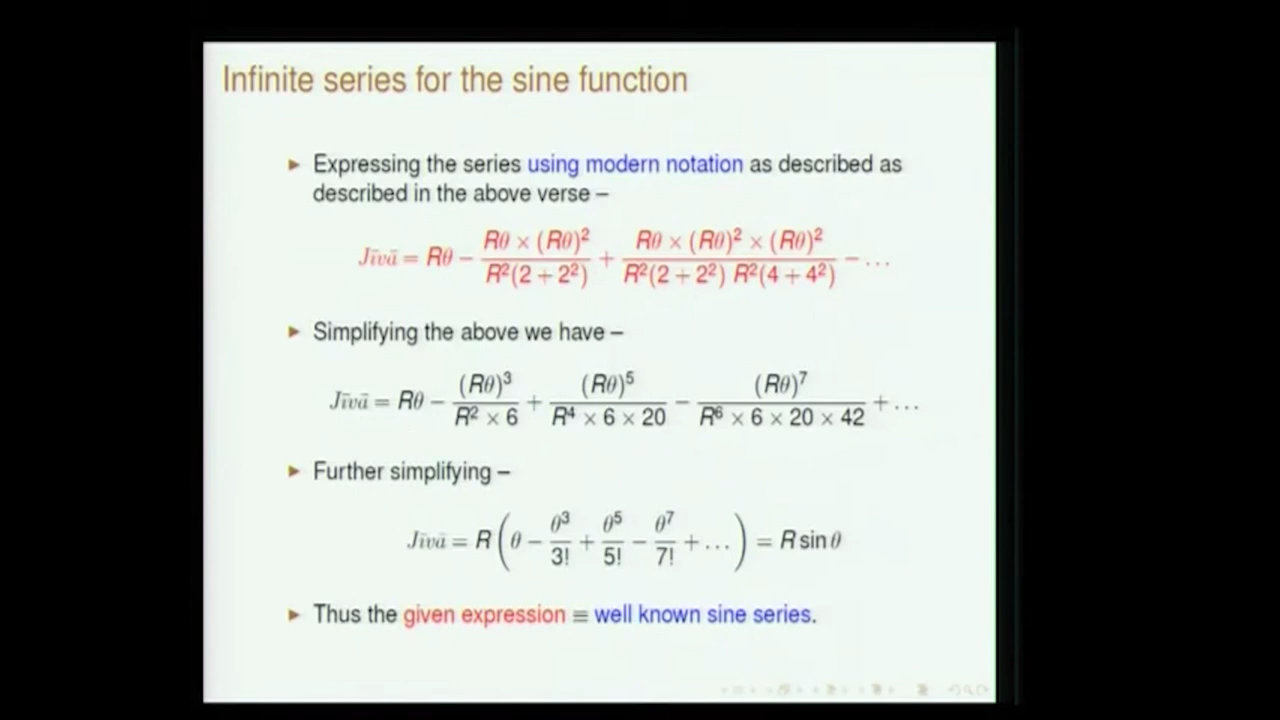 Infinite series for the sine function
► Expressing the series using modern notation as described as
described in the above verse –
Jīvā = Rθ − Rθ × (Rθ)² / R²(2 + 2²) + Rθ × (Rθ)² × (Rθ)² / R²(2 + 2²) R²(4 + 4²) − …
► Simplifying the above we have –
Jīvā = Rθ − (Rθ)³ / R² × 6 + (Rθ)⁵ / R⁴ × 6 × 20 − (Rθ)⁷ / R⁶ × 6 × 20 × 42 + …
► Further simplifying –
Jīvā = R ( θ − θ³/3! + θ⁵/5! − θ⁷/7! + … ) = R sin θ
► Thus the given expression ≡ well known sine series.